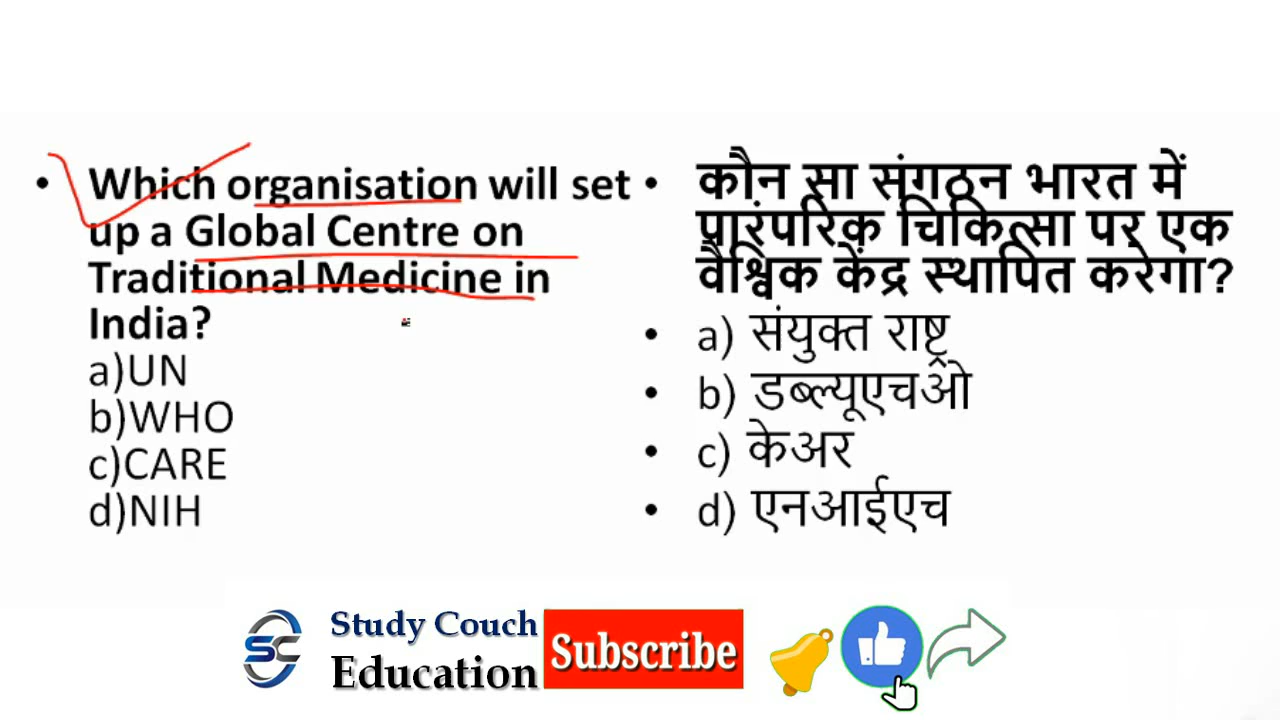 • Which organisation will set
up a Global Centre on
Traditional Medicine in
India?
a)UN
b)WHO
c)CARE
d)NIH
• कौन सा संगठन भारत में
पारंपरिक चिकित्सा पर एक
वैश्विक केंद्र स्थापित करेगा?
• a) संयुक्त राष्ट्र
• b) डब्ल्यूएचओ
• c) केअर
• d) एनआईएच
SC
Study Couch
Education
Subscribe